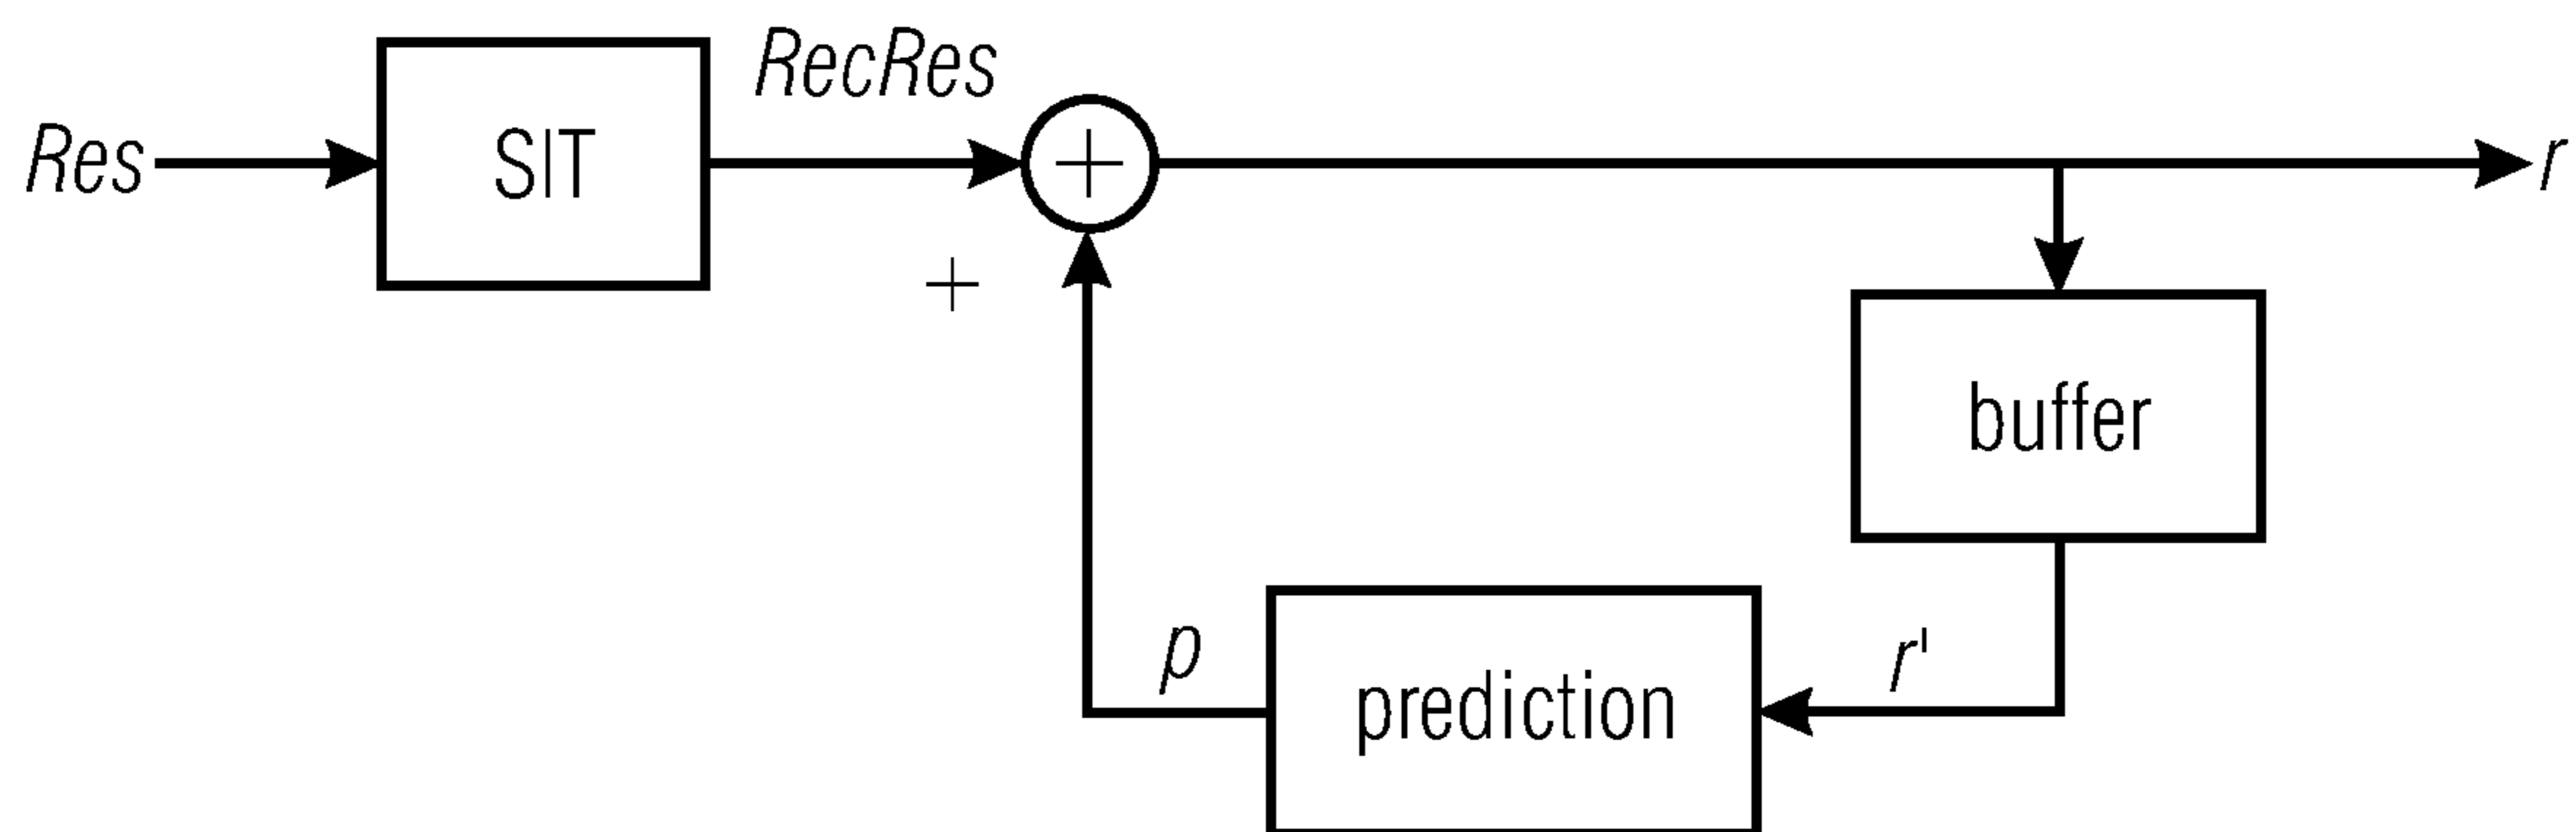 RecRes
Res
SIT
+
r
+
buffer
p
prediction
r'